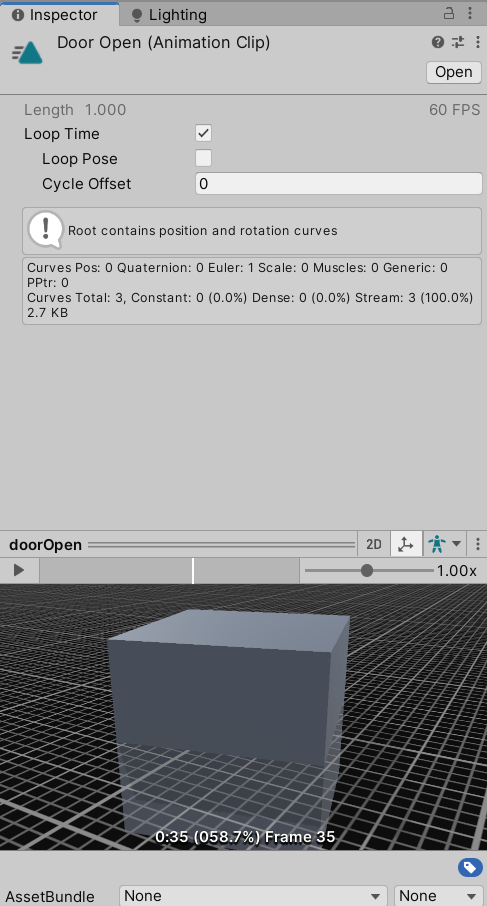 Inspector
Lighting
Door Open (Animation Clip)
Open
Length 1.000
60 FPS
Loop Time
Loop Pose
Cycle Offset
0
Root contains position and rotation curves
Curves Pos: 0 Quaternion: 0 Euler: 1 Scale: 0 Muscles: 0 Generic: 0
PPtr: 0
Curves Total: 3, Constant: 0 (0.0%) Dense: 0 (0.0%) Stream: 3 (100.0%)
2.7 KB
doorOpen
2D
1.00x
0:35 (058.7%) Frame 35
AssetBundle
None
None